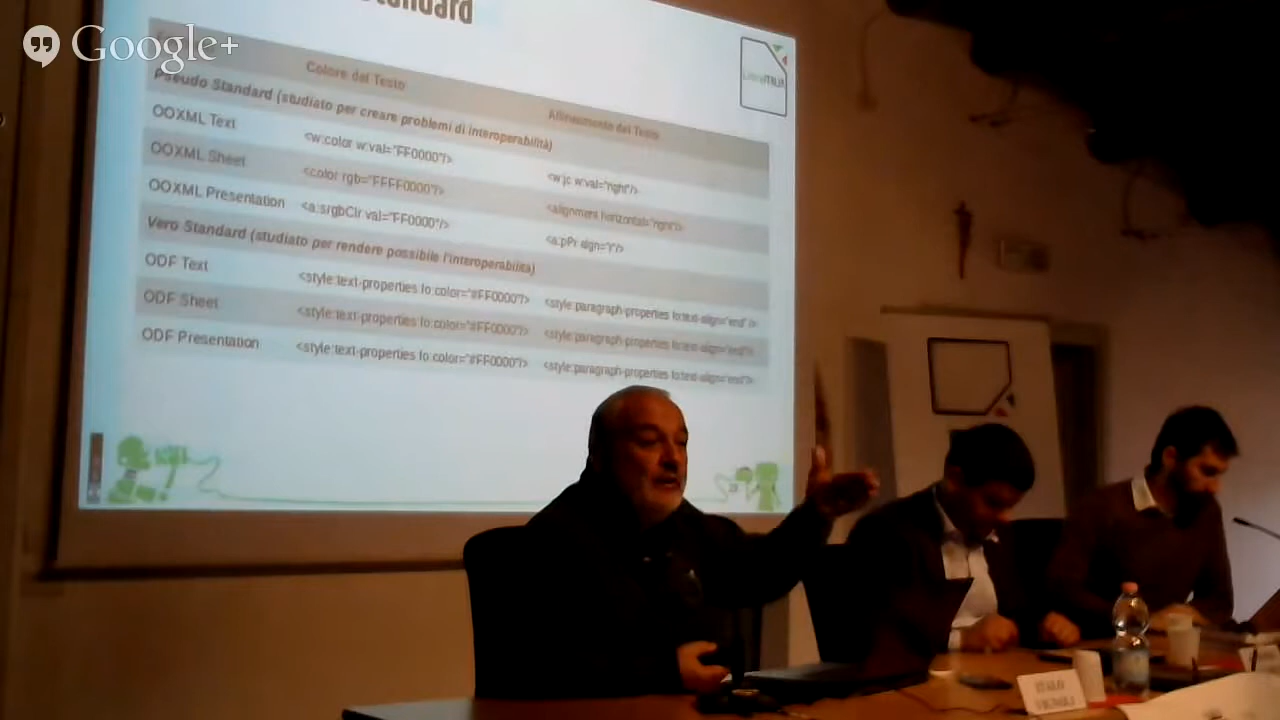 Google+
Standard
Colore del Testo
Allineamento del Testo
Pseudo Standard (studiato per creare problemi di interoperabilità)
OOXML Text <w:color w:val="FF0000"/> <w:jc w:val="right"/>
OOXML Sheet <color rgb="FFFF0000"/> <alignment horizontal="right"/>
OOXML Presentation <a:srgbClr val="FF0000"/> <a:pPr algn="r"/>
Vero Standard (studiato per rendere possibile l'interoperabilità)
ODF Text <style:text-properties fo:color="#FF0000"/> <style:paragraph-properties fo:text-align="end" />
ODF Sheet <style:text-properties fo:color="#FF0000"/> <style:paragraph-properties fo:text-align="end"/>
ODF Presentation <style:text-properties fo:color="#FF0000"/> <style:paragraph-properties fo:text-align="end"/>
LibreITALIA
ITALO
VIGNOLI